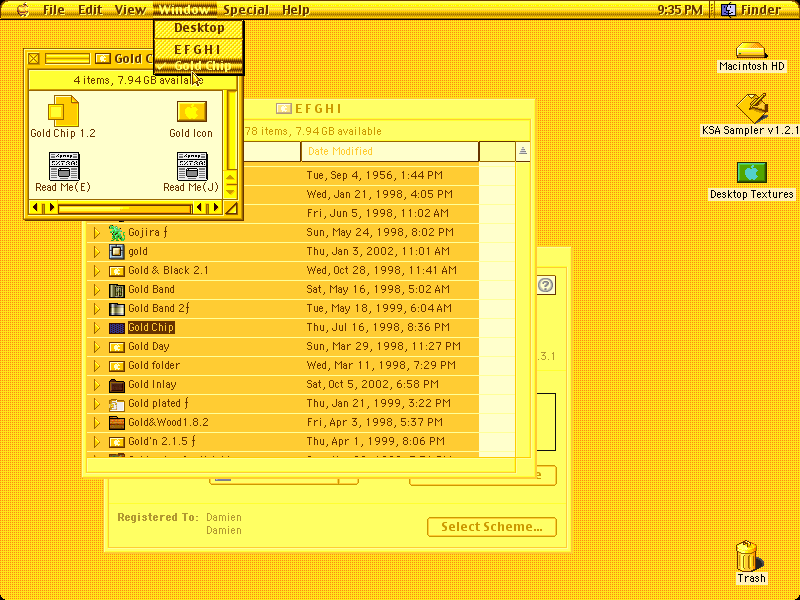 File Edit View Window Special Help 9:35 PM Finder
Desktop
E F G H I
Gold Chip
Gold C
4 items, 7.94 GB available
Gold Chip 1.2
Gold Icon
Read Me(E)
Read Me(J)
Macintosh HD
KSA Sampler v1.2.1
Desktop Textures
Trash
E F G H I
78 items, 7.94 GB available
Date Modified
Tue, Sep 4, 1956, 1:44 PM
Wed, Jan 21, 1998, 4:05 PM
Fri, Jun 5, 1998, 11:02 AM
Gojira ƒ Sun, May 24, 1998, 8:02 PM
gold Thu, Jan 3, 2002, 11:01 AM
Gold & Black 2.1 Wed, Oct 28, 1998, 11:41 AM
Gold Band Sat, May 16, 1998, 5:02 AM
Gold Band 2ƒ Tue, May 18, 1999, 6:04 AM
Gold Chip Thu, Jul 16, 1998, 8:36 PM
Gold Day Sun, Mar 29, 1998, 11:27 PM
Gold folder Wed, Mar 11, 1998, 7:29 PM
Gold Inlay Sat, Oct 5, 2002, 6:58 PM
Gold plated ƒ Thu, Jan 21, 1999, 3:22 PM
Gold&Wood1.8.2 Fri, Apr 3, 1998, 5:37 PM
Gold'n 2.1.5 ƒ Thu, Apr 1, 1999, 8:06 PM
.3.1
e
Registered To: Damien
Damien
Select Scheme...